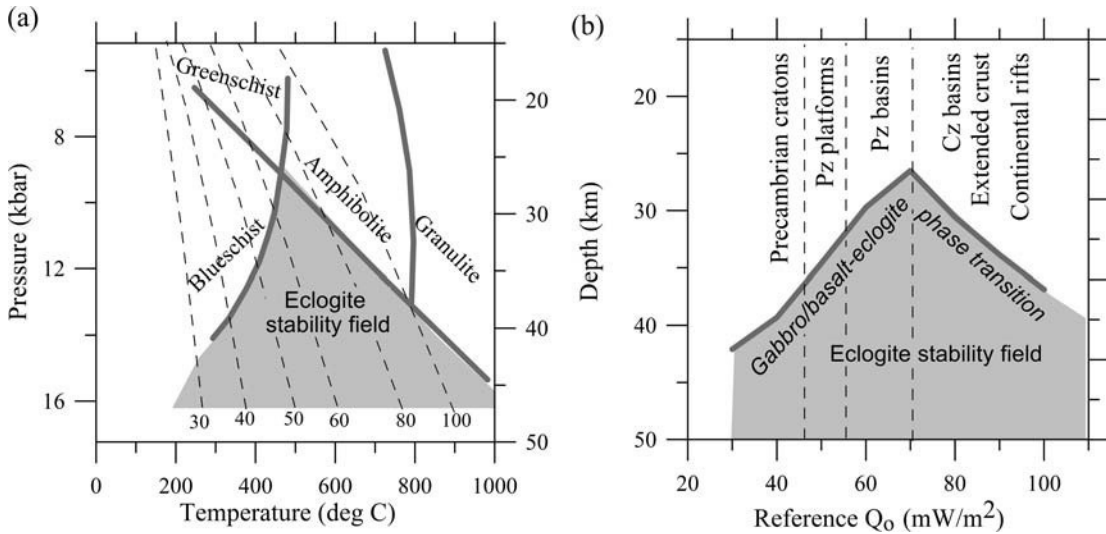 (a)
Greenschist
Amphibolite
Granulite
Blueschist
Eclogite
stability field
30 40 50 60 80 100
8
12
16
Pressure (kbar)
20
30
40
50
Depth (km)
0 200 400 600 800 1000
Temperature (deg C)
(b)
Precambrian cratons
Pz platforms
Pz basins
Cz basins
Extended crust
Continental rifts
Gabbro/basalt-eclogite
phase transition
Eclogite stability field
20
30
40
50
20 40 60 80 100
Reference Qo (mW/m2)